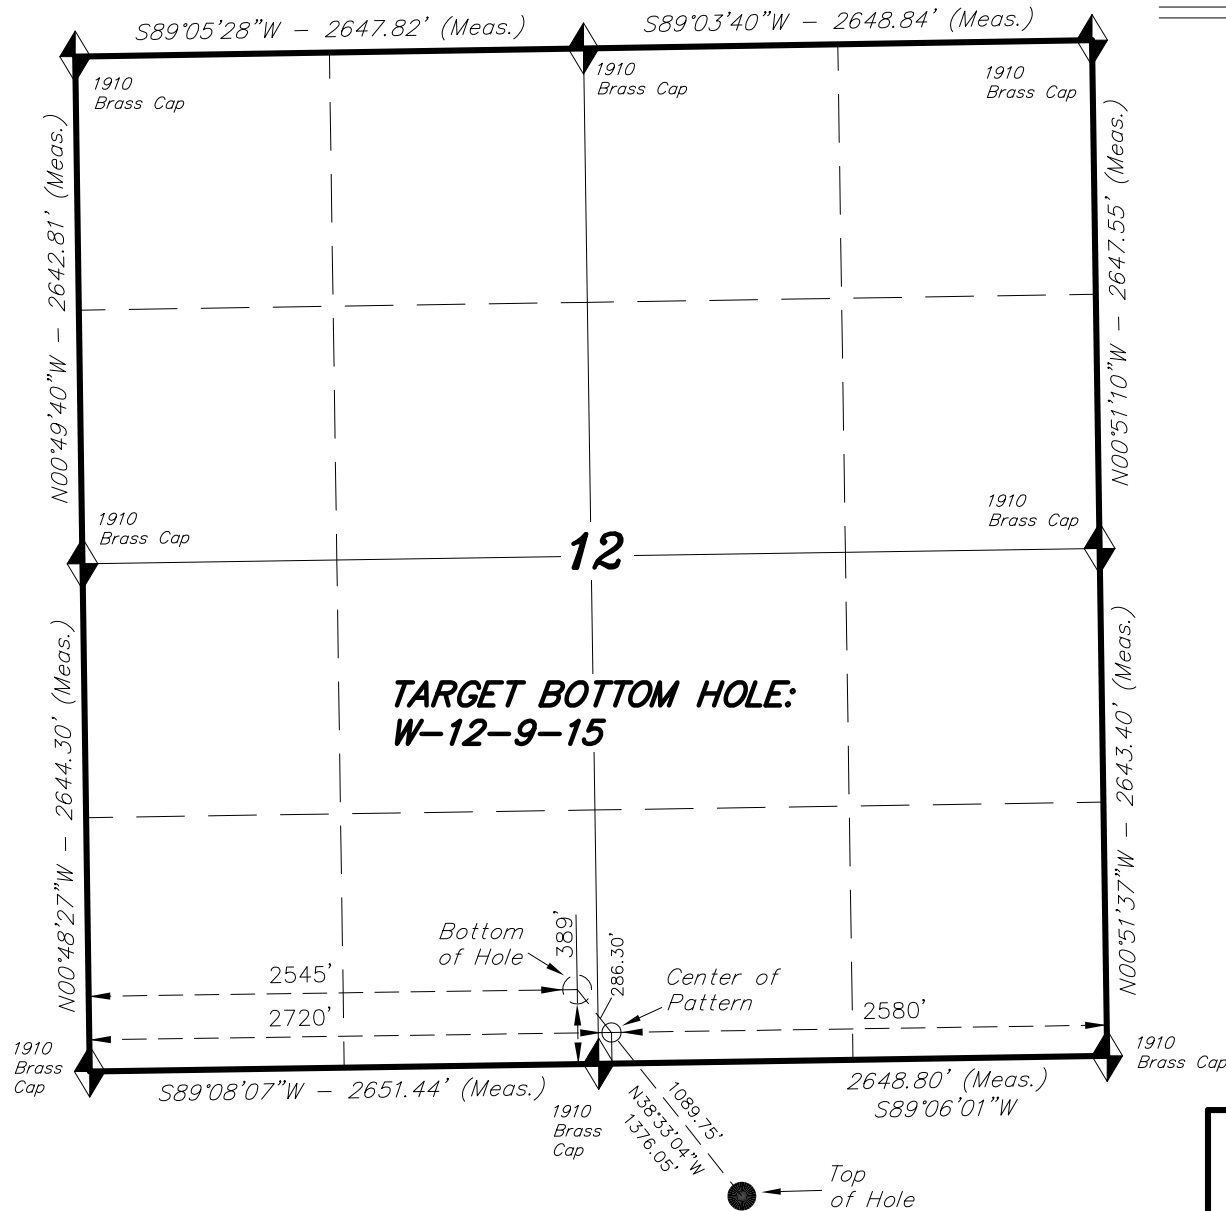 S89°05'28"W – 2647.82' (Meas.)
S89°03'40"W – 2648.84' (Meas.)
1910
Brass Cap
1910
Brass Cap
1910
Brass Cap
N00°49'40"W – 2642.81' (Meas.)
N00°51'10"W – 2647.55' (Meas.)
1910
Brass Cap
1910
Brass Cap
12
TARGET BOTTOM HOLE:
W-12-9-15
N00°48'27"W – 2644.30' (Meas.)
N00°51'37"W – 2643.40' (Meas.)
Bottom
of Hole
389'
286.30'
Center of
Pattern
2545'
2720'
2580'
1910
Brass
Cap
1910
Brass Cap
S89°08'07"W – 2651.44' (Meas.)
2648.80' (Meas.)
S89°06'01"W
1910
Brass
Cap
1089.75'
N38°33'04"W
1376.05'
Top
of Hole